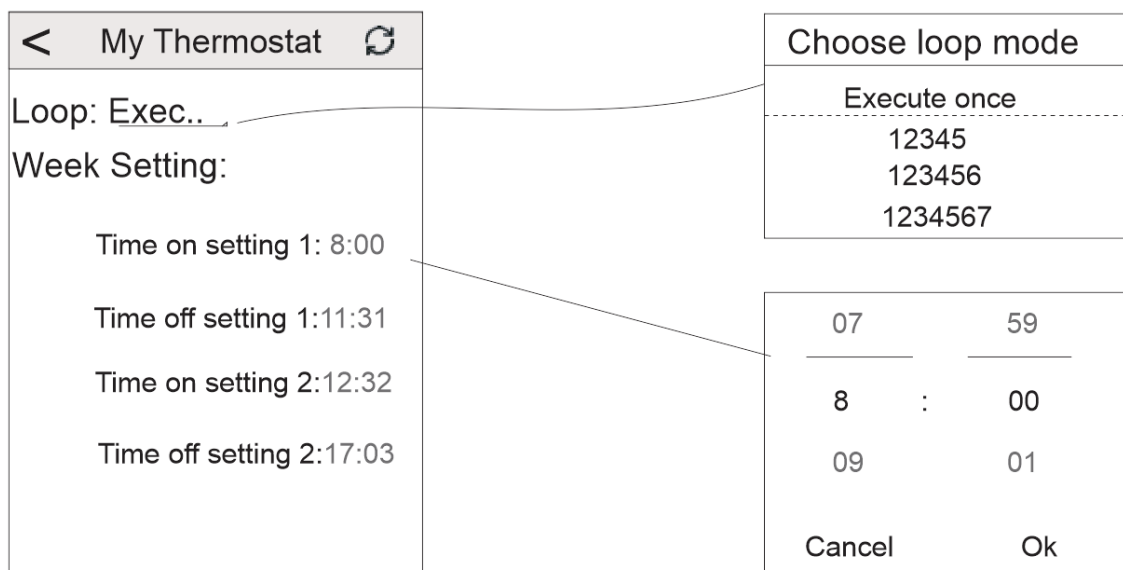 < My Thermostat
Loop: Exec..
Week Setting:
Time on setting 1: 8:00
Time off setting 1:11:31
Time on setting 2:12:32
Time off setting 2:17:03
Choose loop mode
Execute once
12345
123456
1234567
07 59
8 : 00
09 01
Cancel Ok